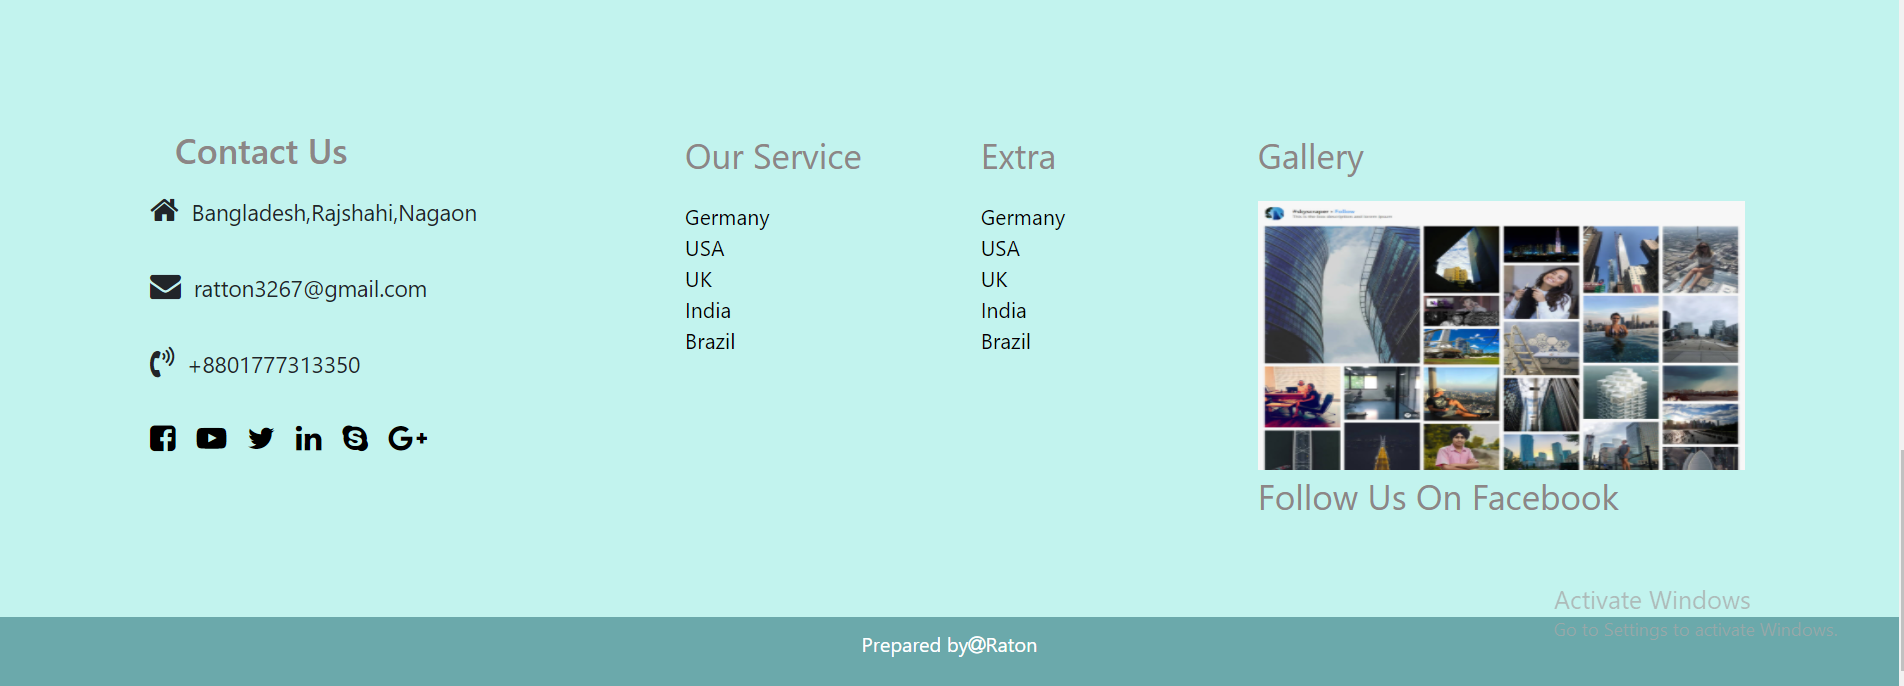 Contact Us
Bangladesh,Rajshahi,Nagaon
ratton3267@gmail.com
+8801777313350
Our Service
Germany
USA
UK
India
Brazil
Extra
Germany
USA
UK
India
Brazil
Gallery
#skyscraper • Follow
Follow Us On Facebook
Activate Windows
Go to Settings to activate Windows.
Prepared by@Raton